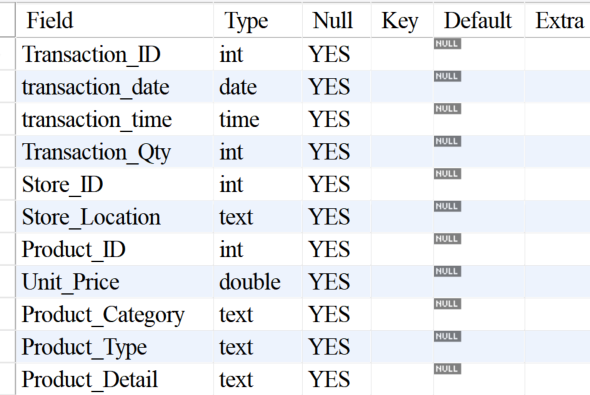 Field Type Null Key Default Extra
Transaction_ID int YES NULL
transaction_date date YES NULL
transaction_time time YES NULL
Transaction_Qty int YES NULL
Store_ID int YES NULL
Store_Location text YES NULL
Product_ID int YES NULL
Unit_Price double YES NULL
Product_Category text YES NULL
Product_Type text YES NULL
Product_Detail text YES NULL